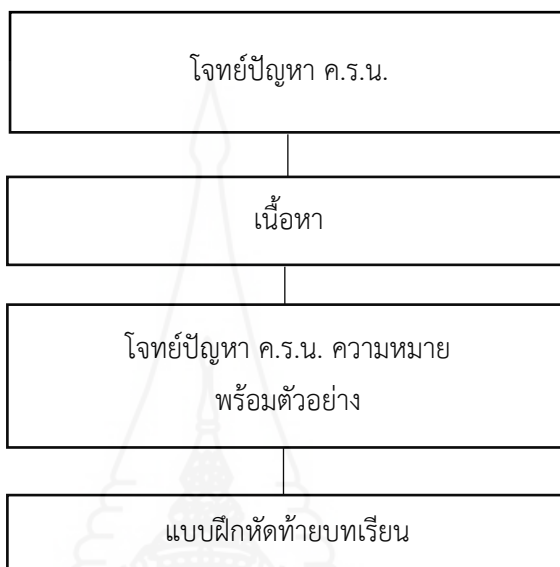 โจทย์ปัญหา ค.ร.น.
เนื้อหา
โจทย์ปัญหา ค.ร.น. ความหมาย
พร้อมตัวอย่าง
แบบฝึกหัดท้ายบทเรียน